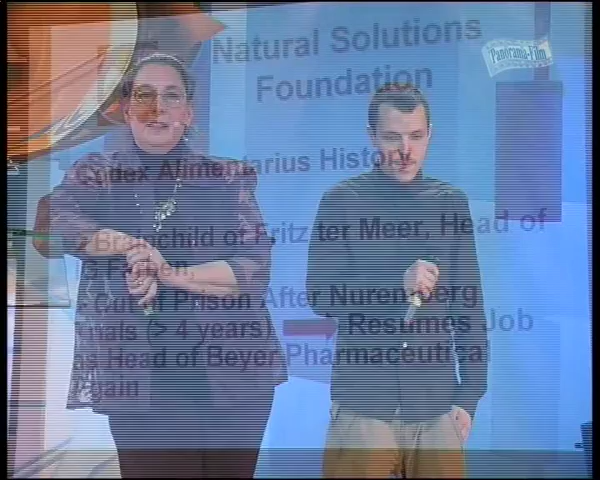 Natural Solutions
Foundation
Panorama-Film
Codex Alimentarius History
Brainchild of Fritz ter Meer, Head of
IG Farben,
Out of Prison After Nuremberg
Trials (> 4 years) Resumes Job
as Head of Beyer Pharmaceutical
Again